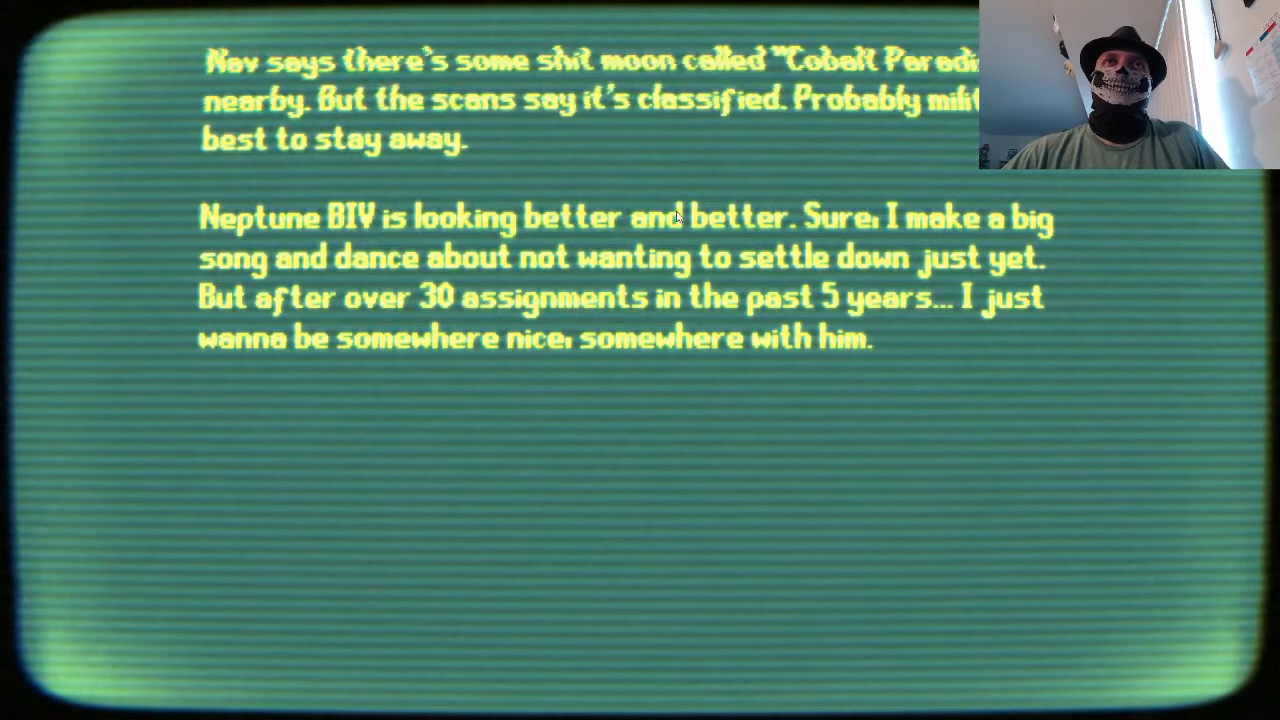 Nav says there's some shit moon called "Cobalt
nearby. But the scans say it's classified. Probably
best to stay away.
Neptune BIV is looking better and better. Sure, I make a big
song and dance about not wanting to settle down just yet.
But after over 30 assignments in the past 5 years... I just
wanna be somewhere nice, somewhere with him.